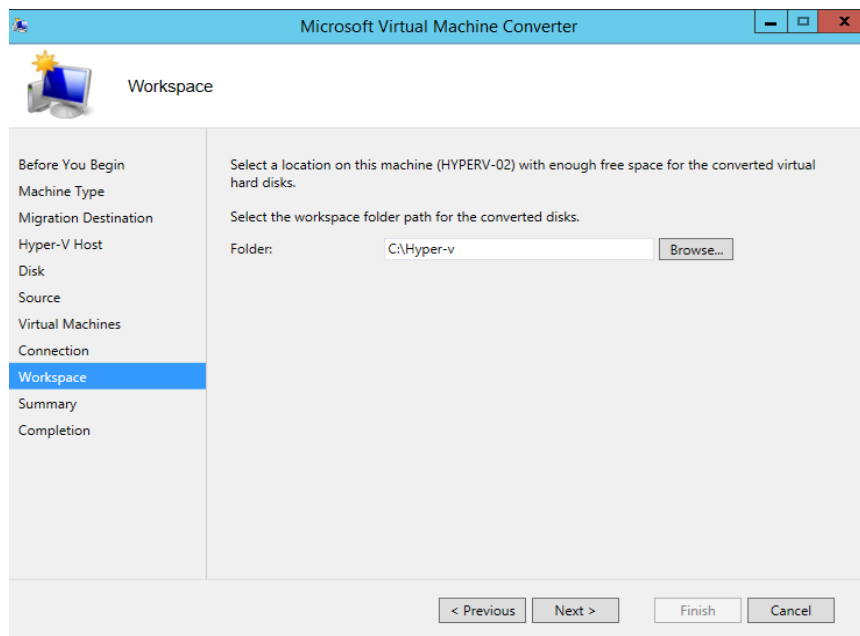 Microsoft Virtual Machine Converter
Workspace
Before You Begin
Machine Type
Migration Destination
Hyper-V Host
Disk
Source
Virtual Machines
Connection
Workspace
Summary
Completion
Select a location on this machine (HYPERV-02) with enough free space for the converted virtual
hard disks.
Select the workspace folder path for the converted disks.
Folder: C:\Hyper-v Browse...
< Previous Next > Finish Cancel